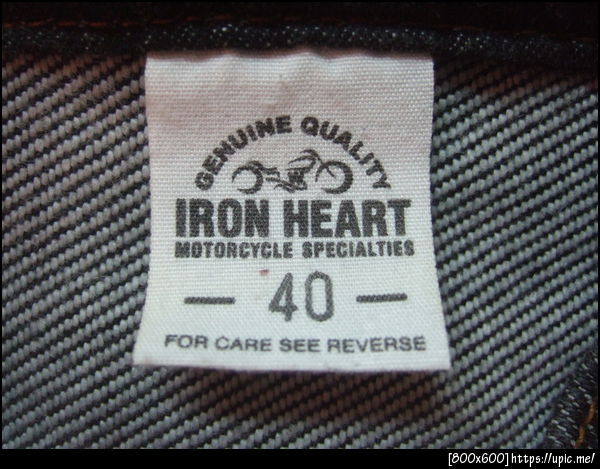 GENUINE QUALITY
IRON HEART
MOTORCYCLE SPECIALTIES
— 40 —
FOR CARE SEE REVERSE
[800x600]https://upic.me/